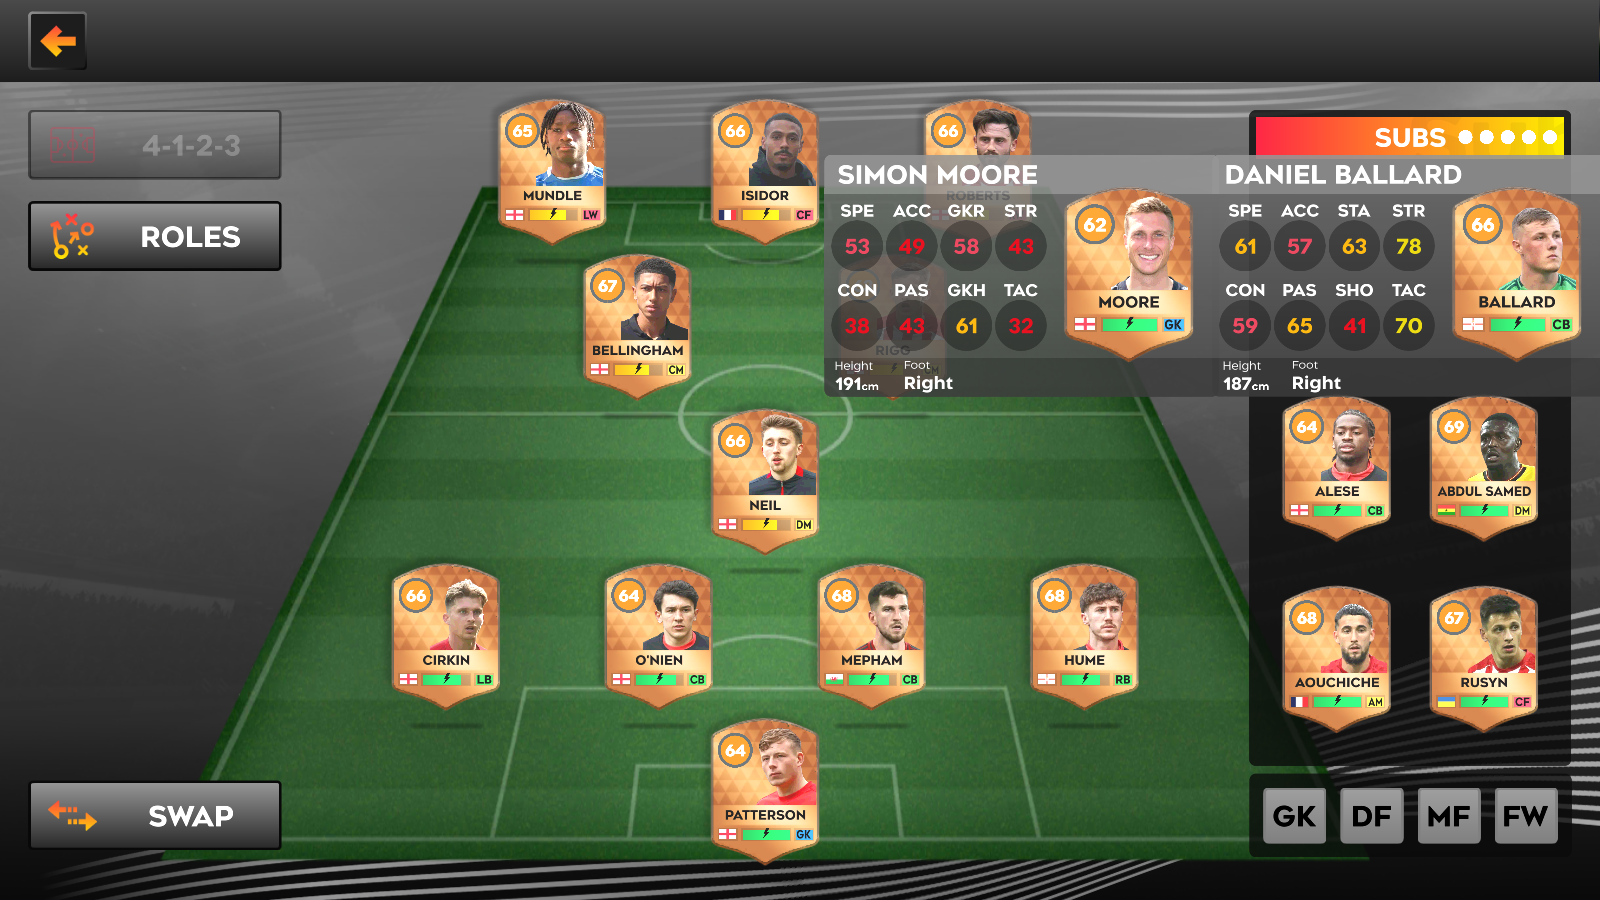 4-1-2-3
ROLES
SWAP
65
MUNDLE
LW
66
ISIDOR
CF
66
ROBERTS
67
BELLINGHAM
CM
RIGG
66
NEIL
DM
66
CIRKIN
LB
64
O'NIEN
CB
68
MEPHAM
CB
68
HUME
RB
64
PATTERSON
GK
SUBS
SIMON MOORE
SPE ACC GKR STR
53 49 58 43
CON PAS GKH TAC
38 43 61 32
Height Foot
191cm Right
62
MOORE
GK
DANIEL BALLARD
SPE ACC STA STR
61 57 63 78
CON PAS SHO TAC
59 65 41 70
Height Foot
187cm Right
66
BALLARD
CB
64
ALESE
CB
69
ABDUL SAMED
DM
68
AOUCHICHE
AM
67
RUSYN
CF
GK DF MF FW